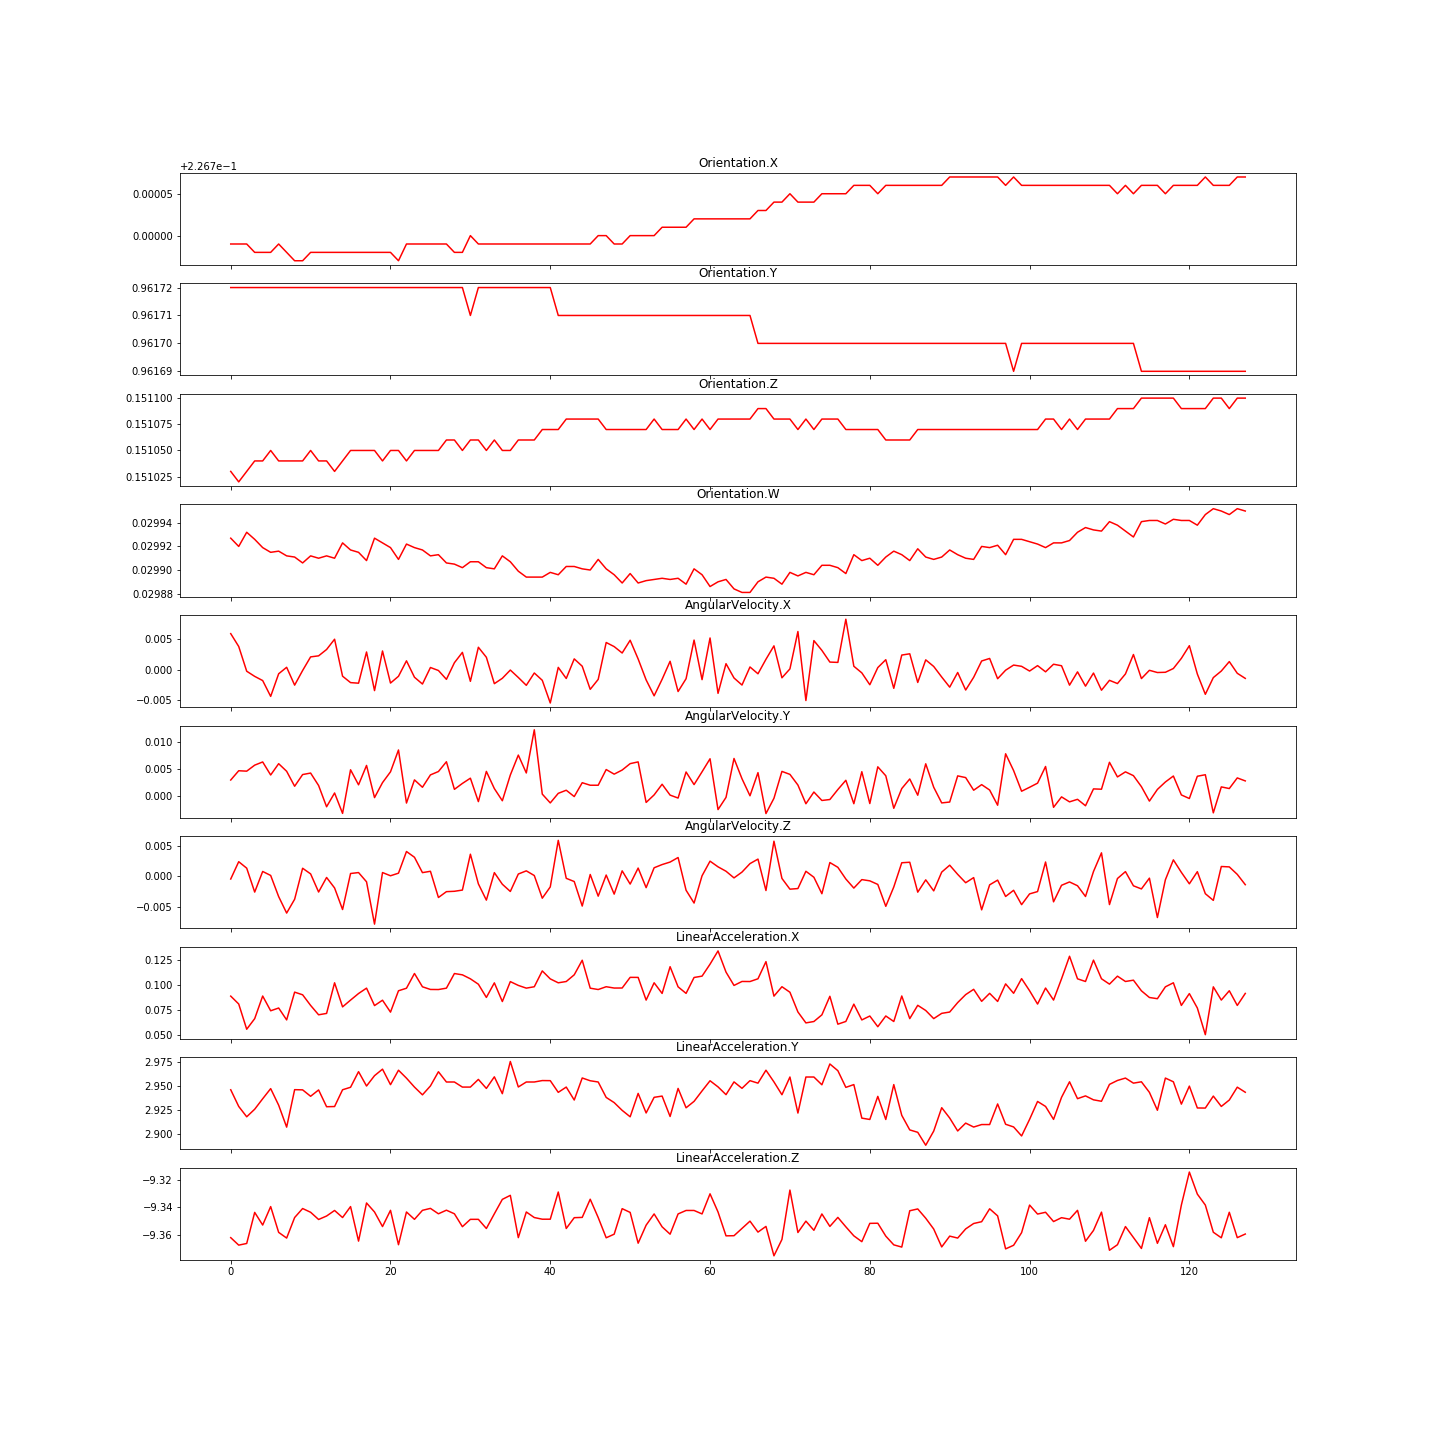 Orientation.X
+2.267e−1
0.00005
0.00000
Orientation.Y
0.96172
0.96171
0.96170
0.96169
Orientation.Z
0.151100
0.151075
0.151050
0.151025
Orientation.W
0.02994
0.02992
0.02990
0.02988
AngularVelocity.X
0.005
0.000
−0.005
AngularVelocity.Y
0.010
0.005
0.000
AngularVelocity.Z
0.005
0.000
−0.005
LinearAcceleration.X
0.125
0.100
0.075
0.050
LinearAcceleration.Y
2.975
2.950
2.925
2.900
LinearAcceleration.Z
−9.32
−9.34
−9.36
0 20 40 60 80 100 120